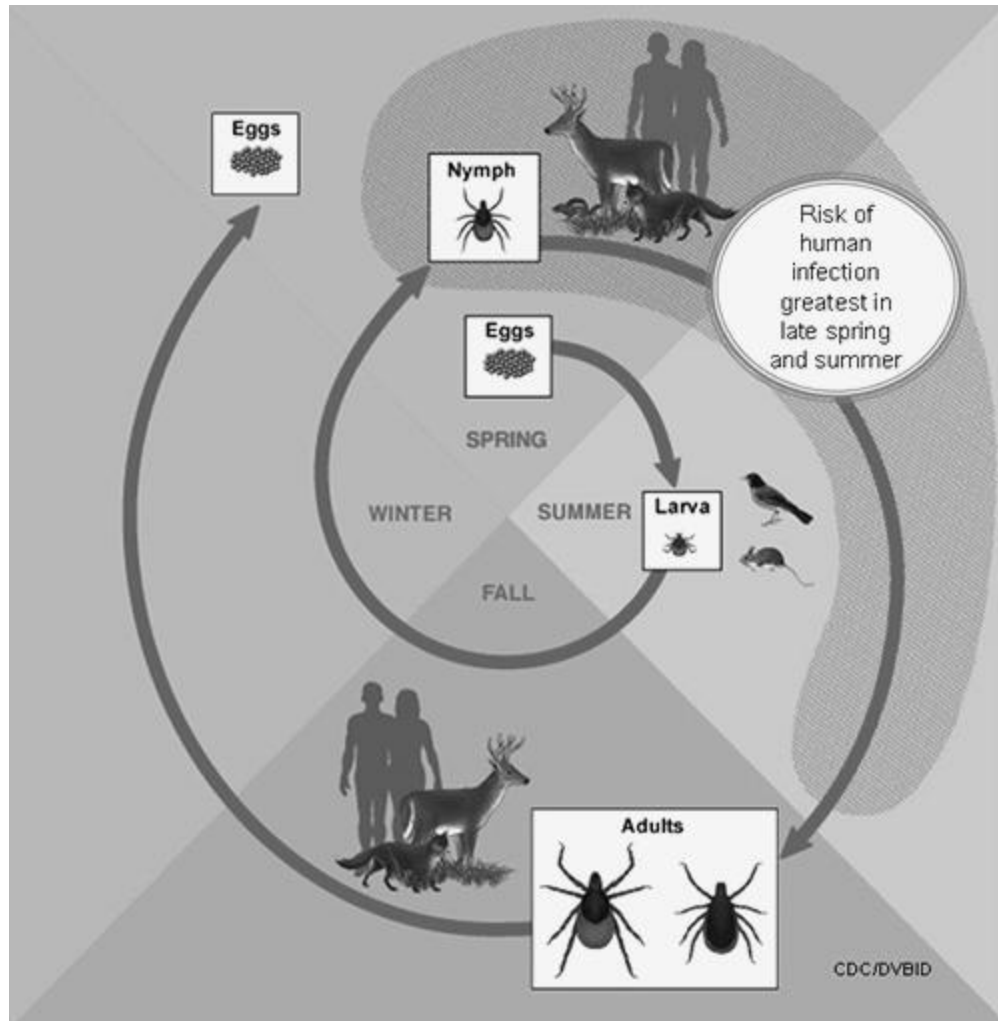 Eggs
Nymph
Risk of
human
infection
greatest in
late spring
and summer
Eggs
SPRING
WINTER
SUMMER
Larva
FALL
Adults
CDC/DVBID